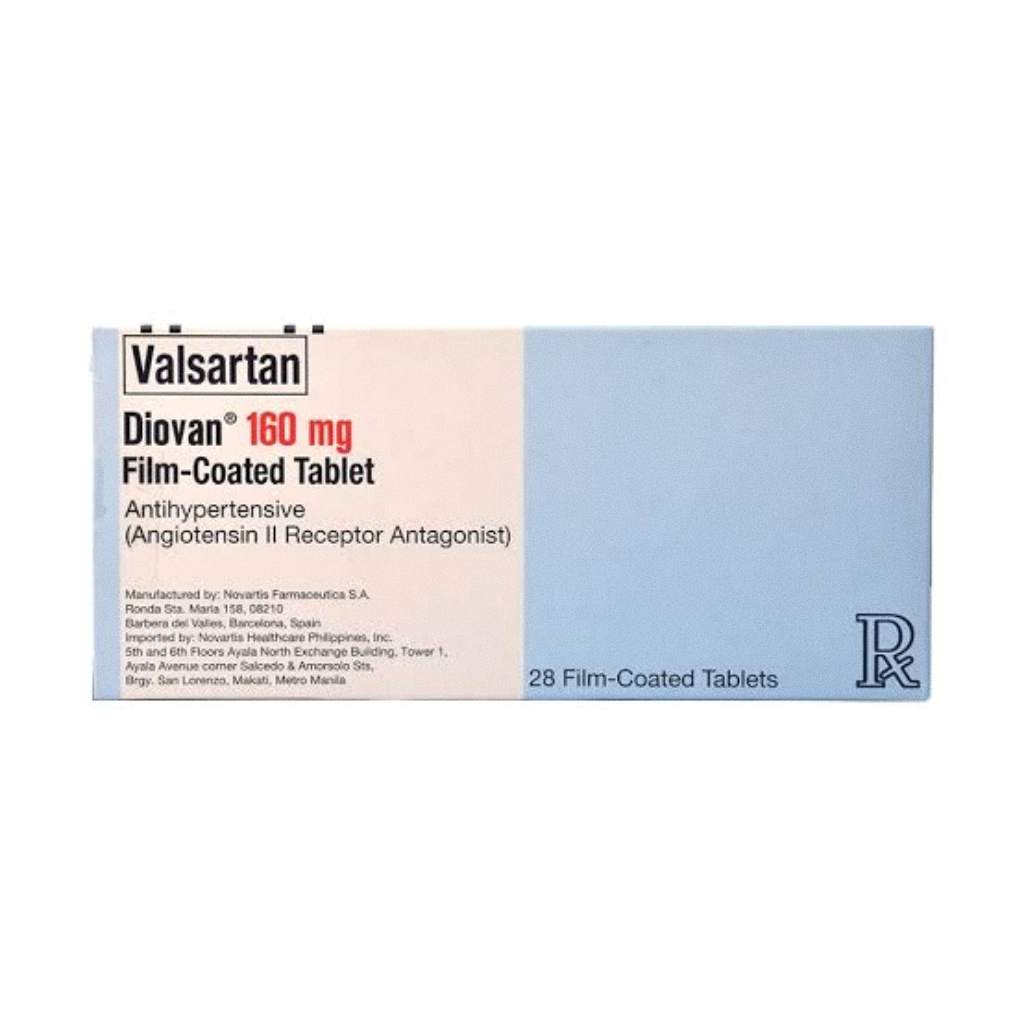 Valsartan
Diovan® 160 mg
Film-Coated Tablet
Antihypertensive
(Angiotensin II Receptor Antagonist)
Manufactured by: Novartis Farmaceutica S.A.
Ronda Sta. Maria 158, 08210
Barbera del Valles, Barcelona, Spain
Imported by: Novartis Healthcare Philippines, Inc.
5th and 6th Floors Ayala North Exchange Building, Tower 1,
Ayala Avenue corner Salcedo & Amorsolo Sts,
Brgy. San Lorenzo, Makati, Metro Manila
28 Film-Coated Tablets
Rx